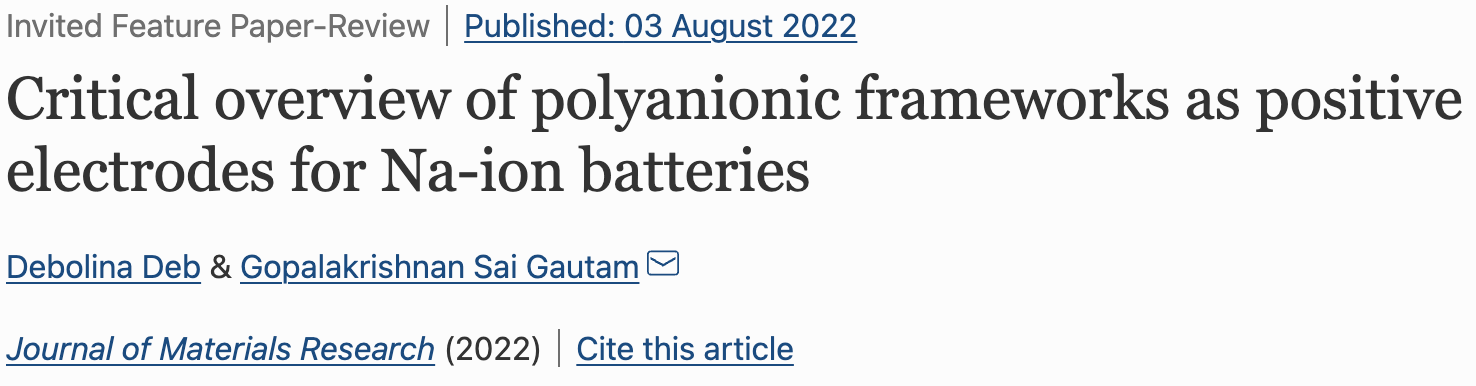 Invited Feature Paper-Review | Published: 03 August 2022
Critical overview of polyanionic frameworks as positive
electrodes for Na-ion batteries
Debolina Deb & Gopalakrishnan Sai Gautam
Journal of Materials Research (2022) | Cite this article